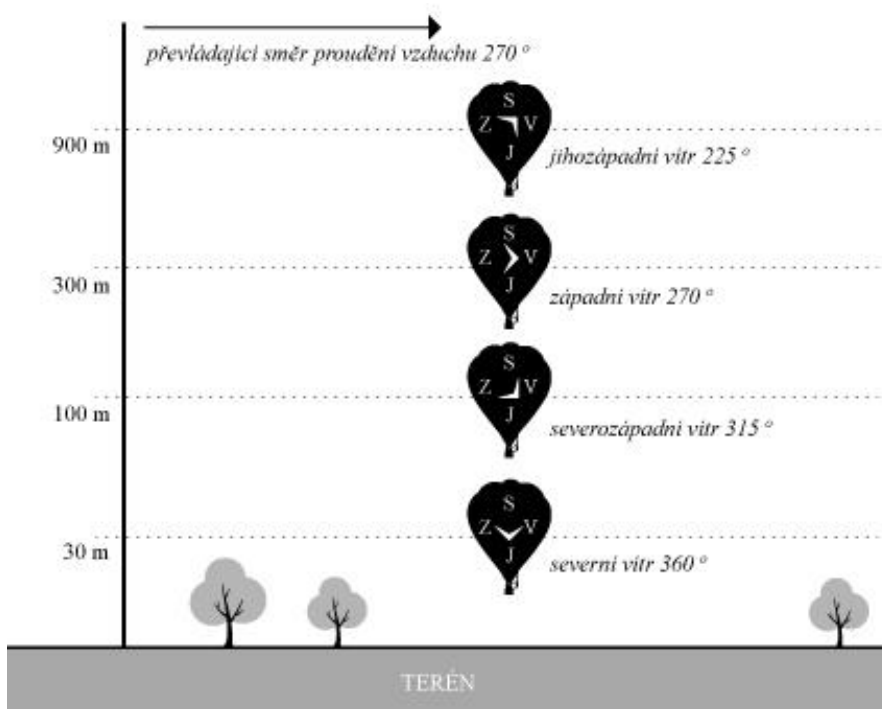 převládající směr proudění vzduchu 270 °
S
Z V
J
900 m
jihozápadní vítr 225 °
S
Z V
J
300 m
západní vítr 270 °
S
Z V
J
100 m
severozápadní vítr 315 °
S
Z V
J
30 m
severní vítr 360 °
TERÉN